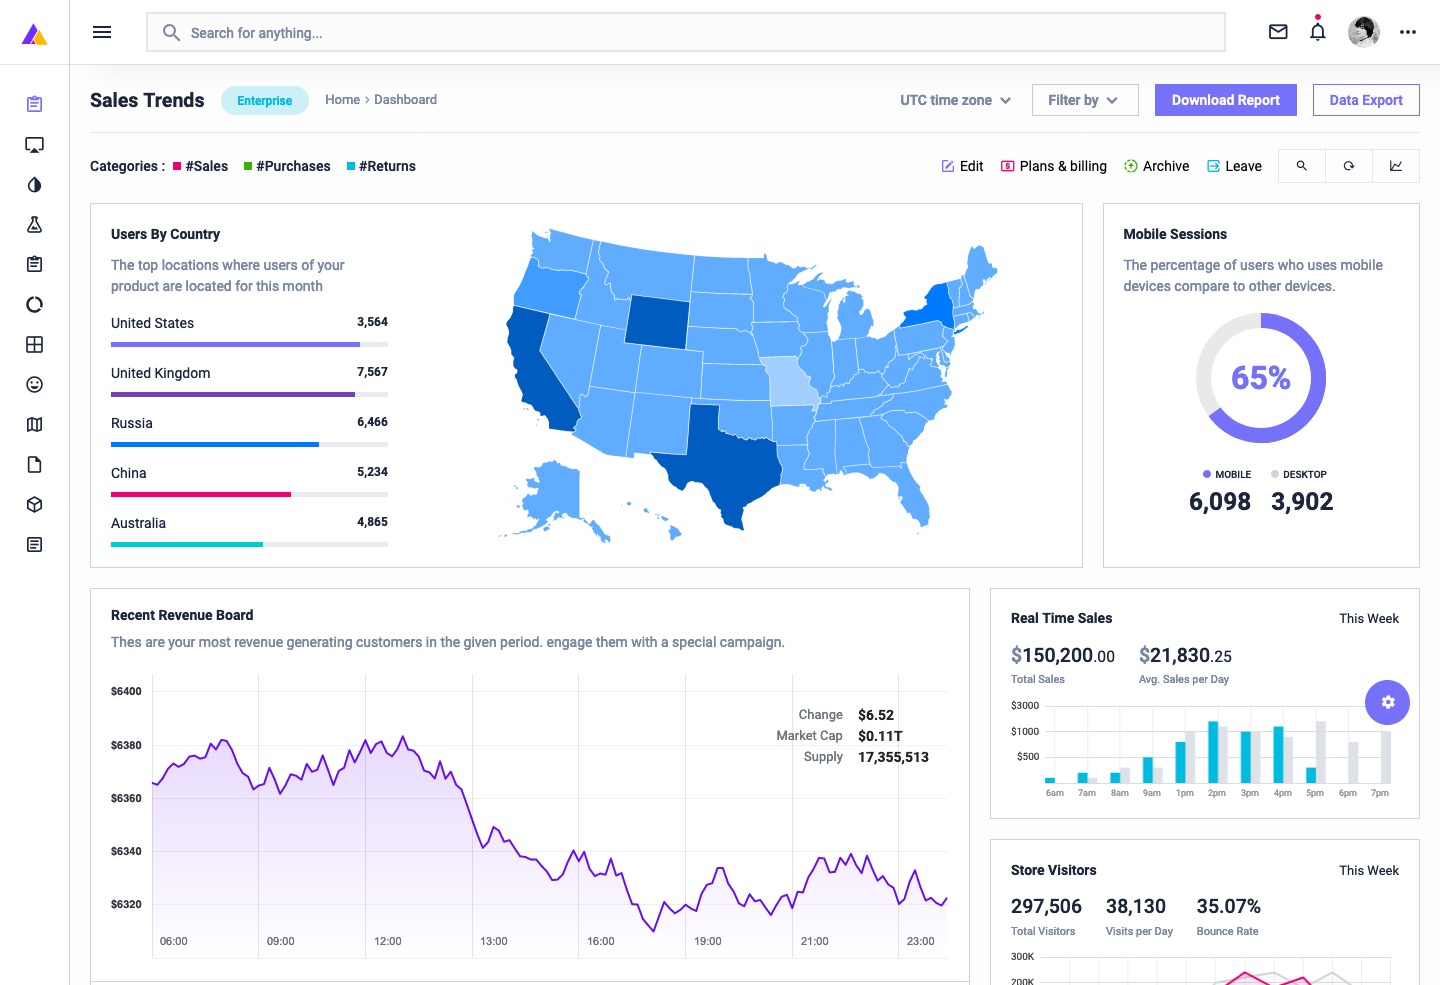 Search for anything...
Sales Trends
Enterprise
Home > Dashboard
UTC time zone
Filter by
Download Report
Data Export
Categories :
#Sales
#Purchases
#Returns
Edit
Plans & billing
Archive
Leave
Users By Country
The top locations where users of your
product are located for this month
United States 3,564
United Kingdom 7,567
Russia 6,466
China 5,234
Australia 4,865
Mobile Sessions
The percentage of users who uses mobile
devices compare to other devices.
65%
MOBILE DESKTOP
6,098 3,902
Recent Revenue Board
Thes are your most revenue generating customers in the given period. engage them with a special campaign.
$6400
$6380
$6360
$6340
$6320
Change $6.52
Market Cap $0.11T
Supply 17,355,513
06:00 09:00 12:00 13:00 16:00 19:00 21:00 23:00
Real Time Sales
This Week
$150,200.00 $21,830.25
Total Sales Avg. Sales per Day
$3000
$1000
$500
6am 7am 8am 9am 1pm 2pm 3pm 4pm 5pm 6pm 7pm
Store Visitors
This Week
297,506 38,130 35.07%
Total Visitors Visits per Day Bounce Rate
300K
200K